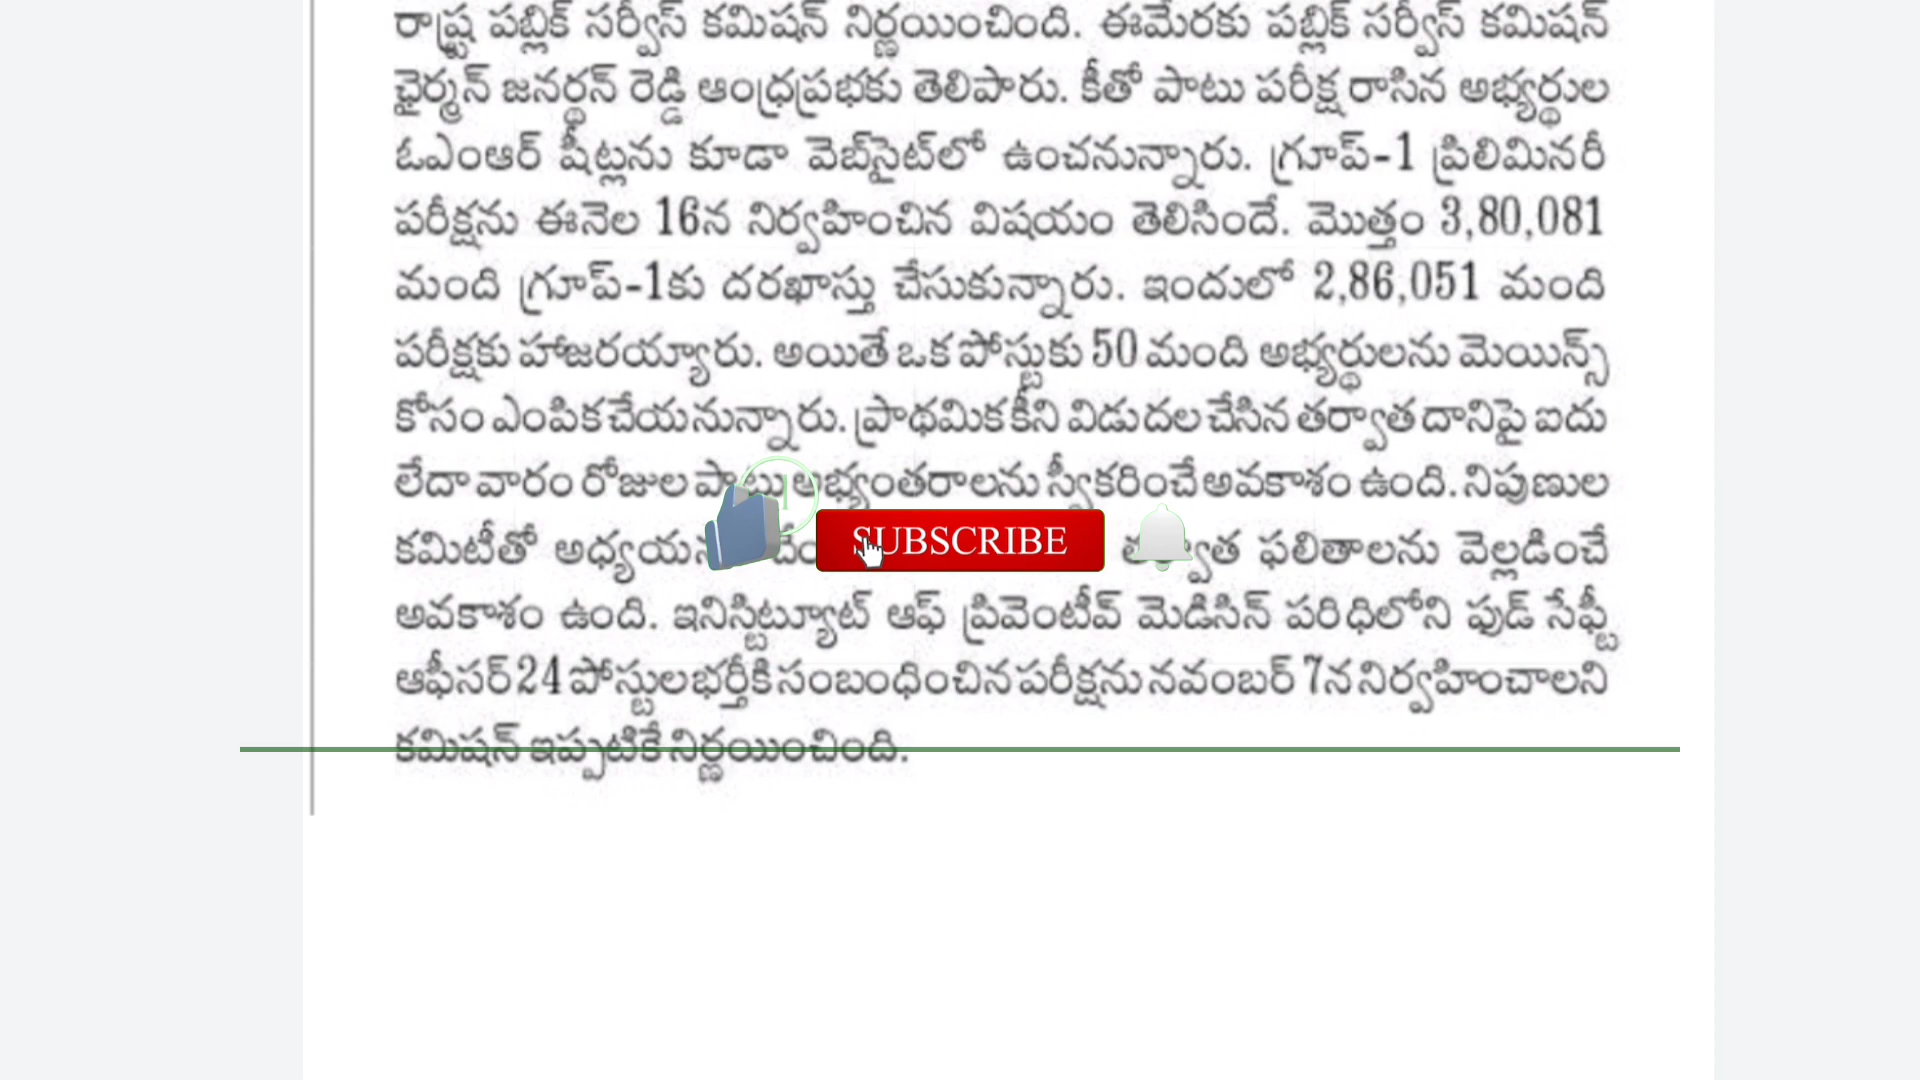 రాష్ట్ర పబ్లిక్ సర్వీస్ కమిషన్ నిర్ణయించింది. ఈమేరకు పబ్లిక్ సర్వీస్ కమిషన్
ఛైర్మన్ జనర్థన్ రెడ్డి ఆంధ్రప్రభకు తెలిపారు. కీతో పాటు పరీక్ష రాసిన అభ్యర్థుల
ఓఎంఆర్ షీట్లను కూడా వెబ్‌సైట్‌లో ఉంచనున్నారు. గ్రూప్-1 ప్రిలిమినరీ
పరీక్షను ఈనెల 16న నిర్వహించిన విషయం తెలిసిందే. మొత్తం 3,80,081
మంది గ్రూప్-1కు దరఖాస్తు చేసుకున్నారు. ఇందులో 2,86,051 మంది
పరీక్షకు హాజరయ్యారు. అయితే ఒక పోస్టుకు 50 మంది అభ్యర్థులను మెయిన్స్
కోసం ఎంపికచేయనున్నారు. ప్రాథమిక కీని విడుదల చేసిన తర్వాత దానిపై ఐదు
లేదా వారం రోజుల పాటు అభ్యంతరాలను స్వీకరించే అవకాశం ఉంది. నిపుణుల
కమిటీతో ఫలితాలను వెల్లడించే
SUBSCRIBE
అవకాశం ఉంది. ఇనిస్టిట్యూట్ ఆఫ్ ప్రివెంటీవ్ మెడిసిన్ పరిధిలోని ఫుడ్ సేఫ్టీ
ఆఫీసర్ 24 పోస్టుల భర్తీకి సంబంధించిన పరీక్షను నవంబర్ 7న నిర్వహించాలని
కమిషన్ ఇప్పటికే నిర్ణయించింది.